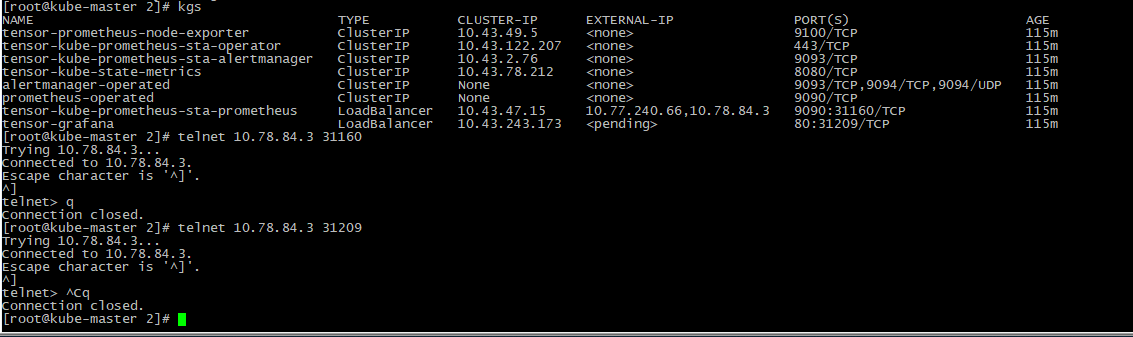 [root@kube-master 2]# kgs
NAME TYPE CLUSTER-IP EXTERNAL-IP PORT(S) AGE
tensor-prometheus-node-exporter ClusterIP 10.43.49.5 <none> 9100/TCP 115m
tensor-kube-prometheus-sta-operator ClusterIP 10.43.122.207 <none> 443/TCP 115m
tensor-kube-prometheus-sta-alertmanager ClusterIP 10.43.2.76 <none> 9093/TCP 115m
tensor-kube-state-metrics ClusterIP 10.43.78.212 <none> 8080/TCP 115m
alertmanager-operated ClusterIP None <none> 9093/TCP,9094/TCP,9094/UDP 115m
prometheus-operated ClusterIP None <none> 9090/TCP 115m
tensor-kube-prometheus-sta-prometheus LoadBalancer 10.43.47.15 10.77.240.66,10.78.84.3 9090:31160/TCP 115m
tensor-grafana LoadBalancer 10.43.243.173 <pending> 80:31209/TCP 115m
[root@kube-master 2]# telnet 10.78.84.3 31160
Trying 10.78.84.3...
Connected to 10.78.84.3.
Escape character is '^]'.
^]
telnet> q
Connection closed.
[root@kube-master 2]# telnet 10.78.84.3 31209
Trying 10.78.84.3...
Connected to 10.78.84.3.
Escape character is '^]'.
^]
telnet> ^Cq
Connection closed.
[root@kube-master 2]#